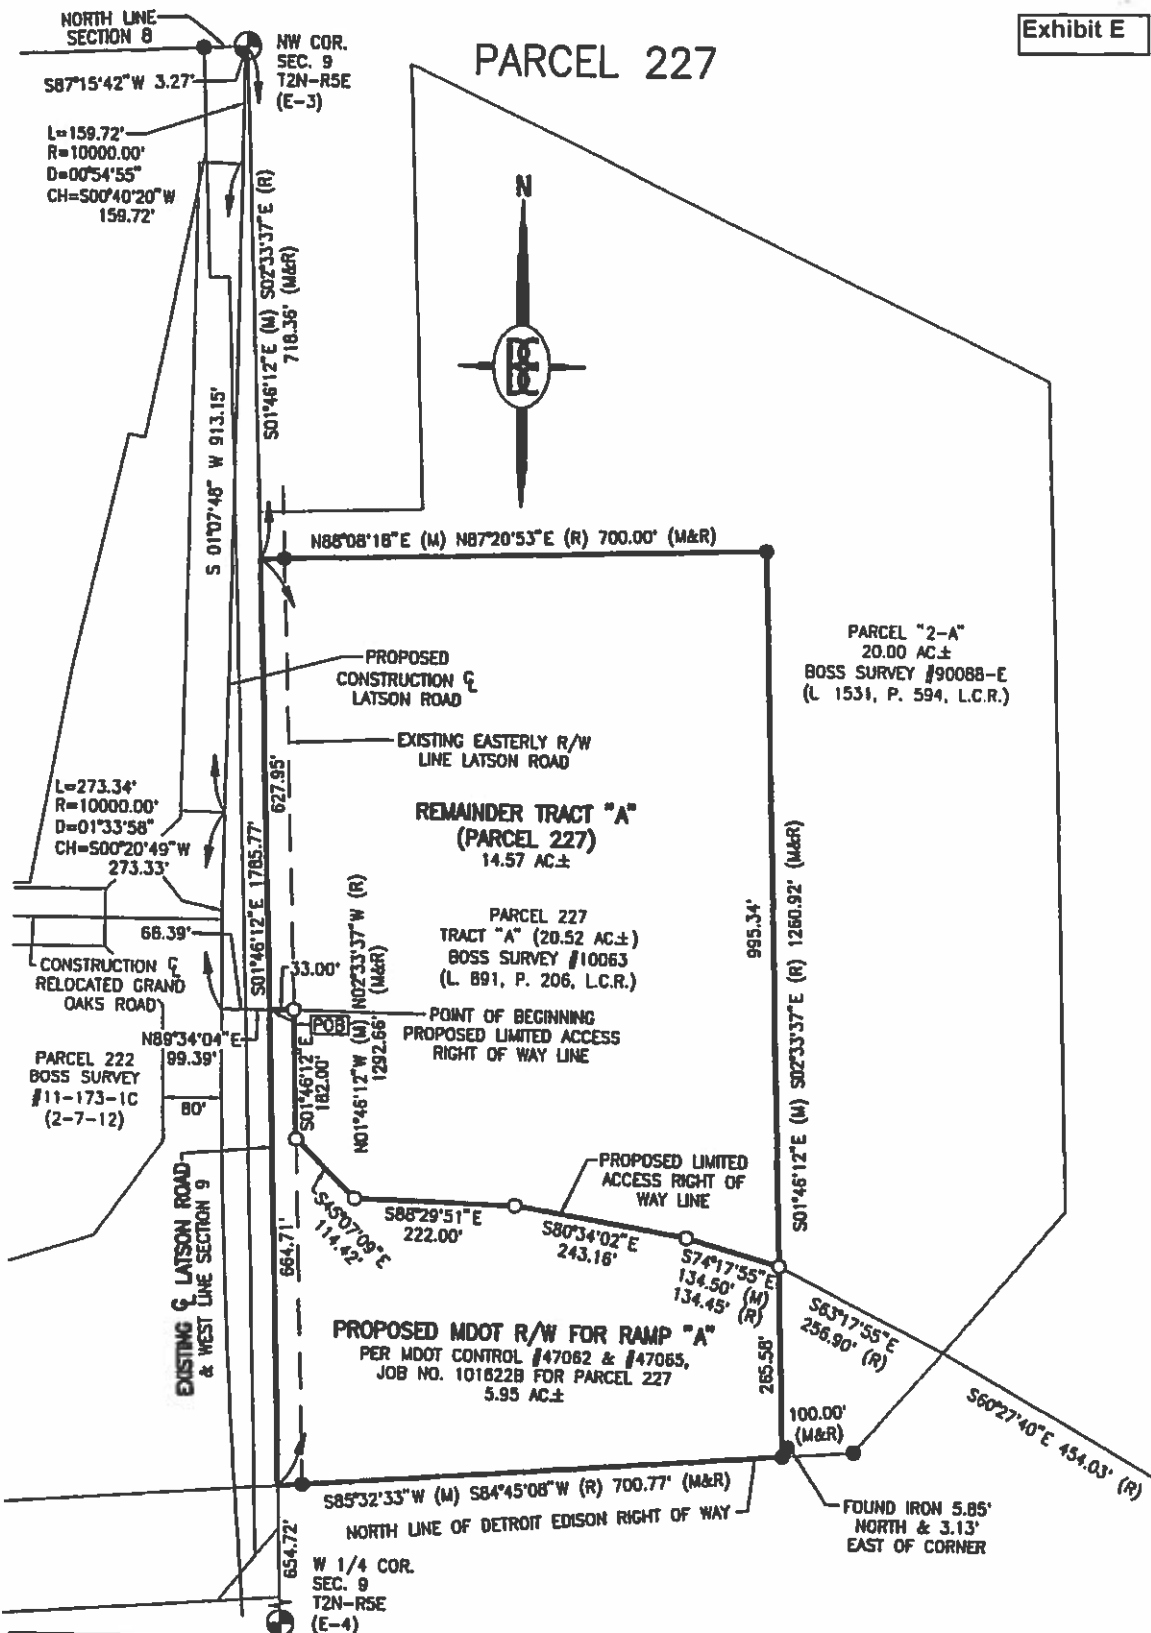 Exhibit E
PARCEL 227
NORTH LINE
SECTION 8
NW COR.
SEC. 9
T2N-R5E
(E-3)
S87°15'42"W 3.27'
L=159.72'
R=10000.00'
D=00°54'55"
CH=S00°40'20"W
159.72'
N
S01°46'12"E (M) S02°33'37"E (R)
718.36' (M&R)
S 01°07'48" W 913.15'
N88°08'18"E (M) N87°20'53"E (R) 700.00' (M&R)
PARCEL "2-A"
20.00 AC±
BOSS SURVEY #90088-E
(L 1531, P. 594, L.C.R.)
PROPOSED
CONSTRUCTION ℄
LATSON ROAD
EXISTING EASTERLY R/W
LINE LATSON ROAD
627.95'
L=273.34'
R=10000.00'
D=01°33'58"
CH=S00°20'49"W
273.33'
REMAINDER TRACT "A"
(PARCEL 227)
14.57 AC±
S01°46'12"E 1785.77'
PARCEL 227
TRACT "A" (20.52 AC±)
BOSS SURVEY #10063
(L. 891, P. 206, L.C.R.)
995.34'
S01°46'12"E (M) S02°33'37"E (R) 1260.92' (M&R)
68.39'
33.00'
CONSTRUCTION ℄
RELOCATED GRAND
OAKS ROAD
N89°34'04"E
99.39'
POB
POINT OF BEGINNING
PROPOSED LIMITED ACCESS
RIGHT OF WAY LINE
N01°46'12"W (M) N02°33'37"W (R)
1292.66' (M&R)
PARCEL 222
BOSS SURVEY
#11-173-1C
(2-7-12)
80'
S01°46'12"E
182.00'
PROPOSED LIMITED
ACCESS RIGHT OF
WAY LINE
S45°07'09"E
114.42'
S88°29'51"E
222.00'
S80°34'02"E
243.16'
S74°17'55"E
134.50' (M)
134.45' (R)
EXISTING ℄ LATSON ROAD
& WEST LINE SECTION 9
664.71'
S63°17'55"E
256.90' (R)
PROPOSED MDOT R/W FOR RAMP "A"
PER MDOT CONTROL #47062 & #47065,
JOB NO. 101622B FOR PARCEL 227
5.95 AC±
265.58'
S60°27'40"E 454.03' (R)
100.00'
(M&R)
S85°32'33"W (M) S84°45'08"W (R) 700.77' (M&R)
NORTH LINE OF DETROIT EDISON RIGHT OF WAY
FOUND IRON 5.85'
NORTH & 3.13'
EAST OF CORNER
654.72'
W 1/4 COR.
SEC. 9
T2N-R5E
(E-4)